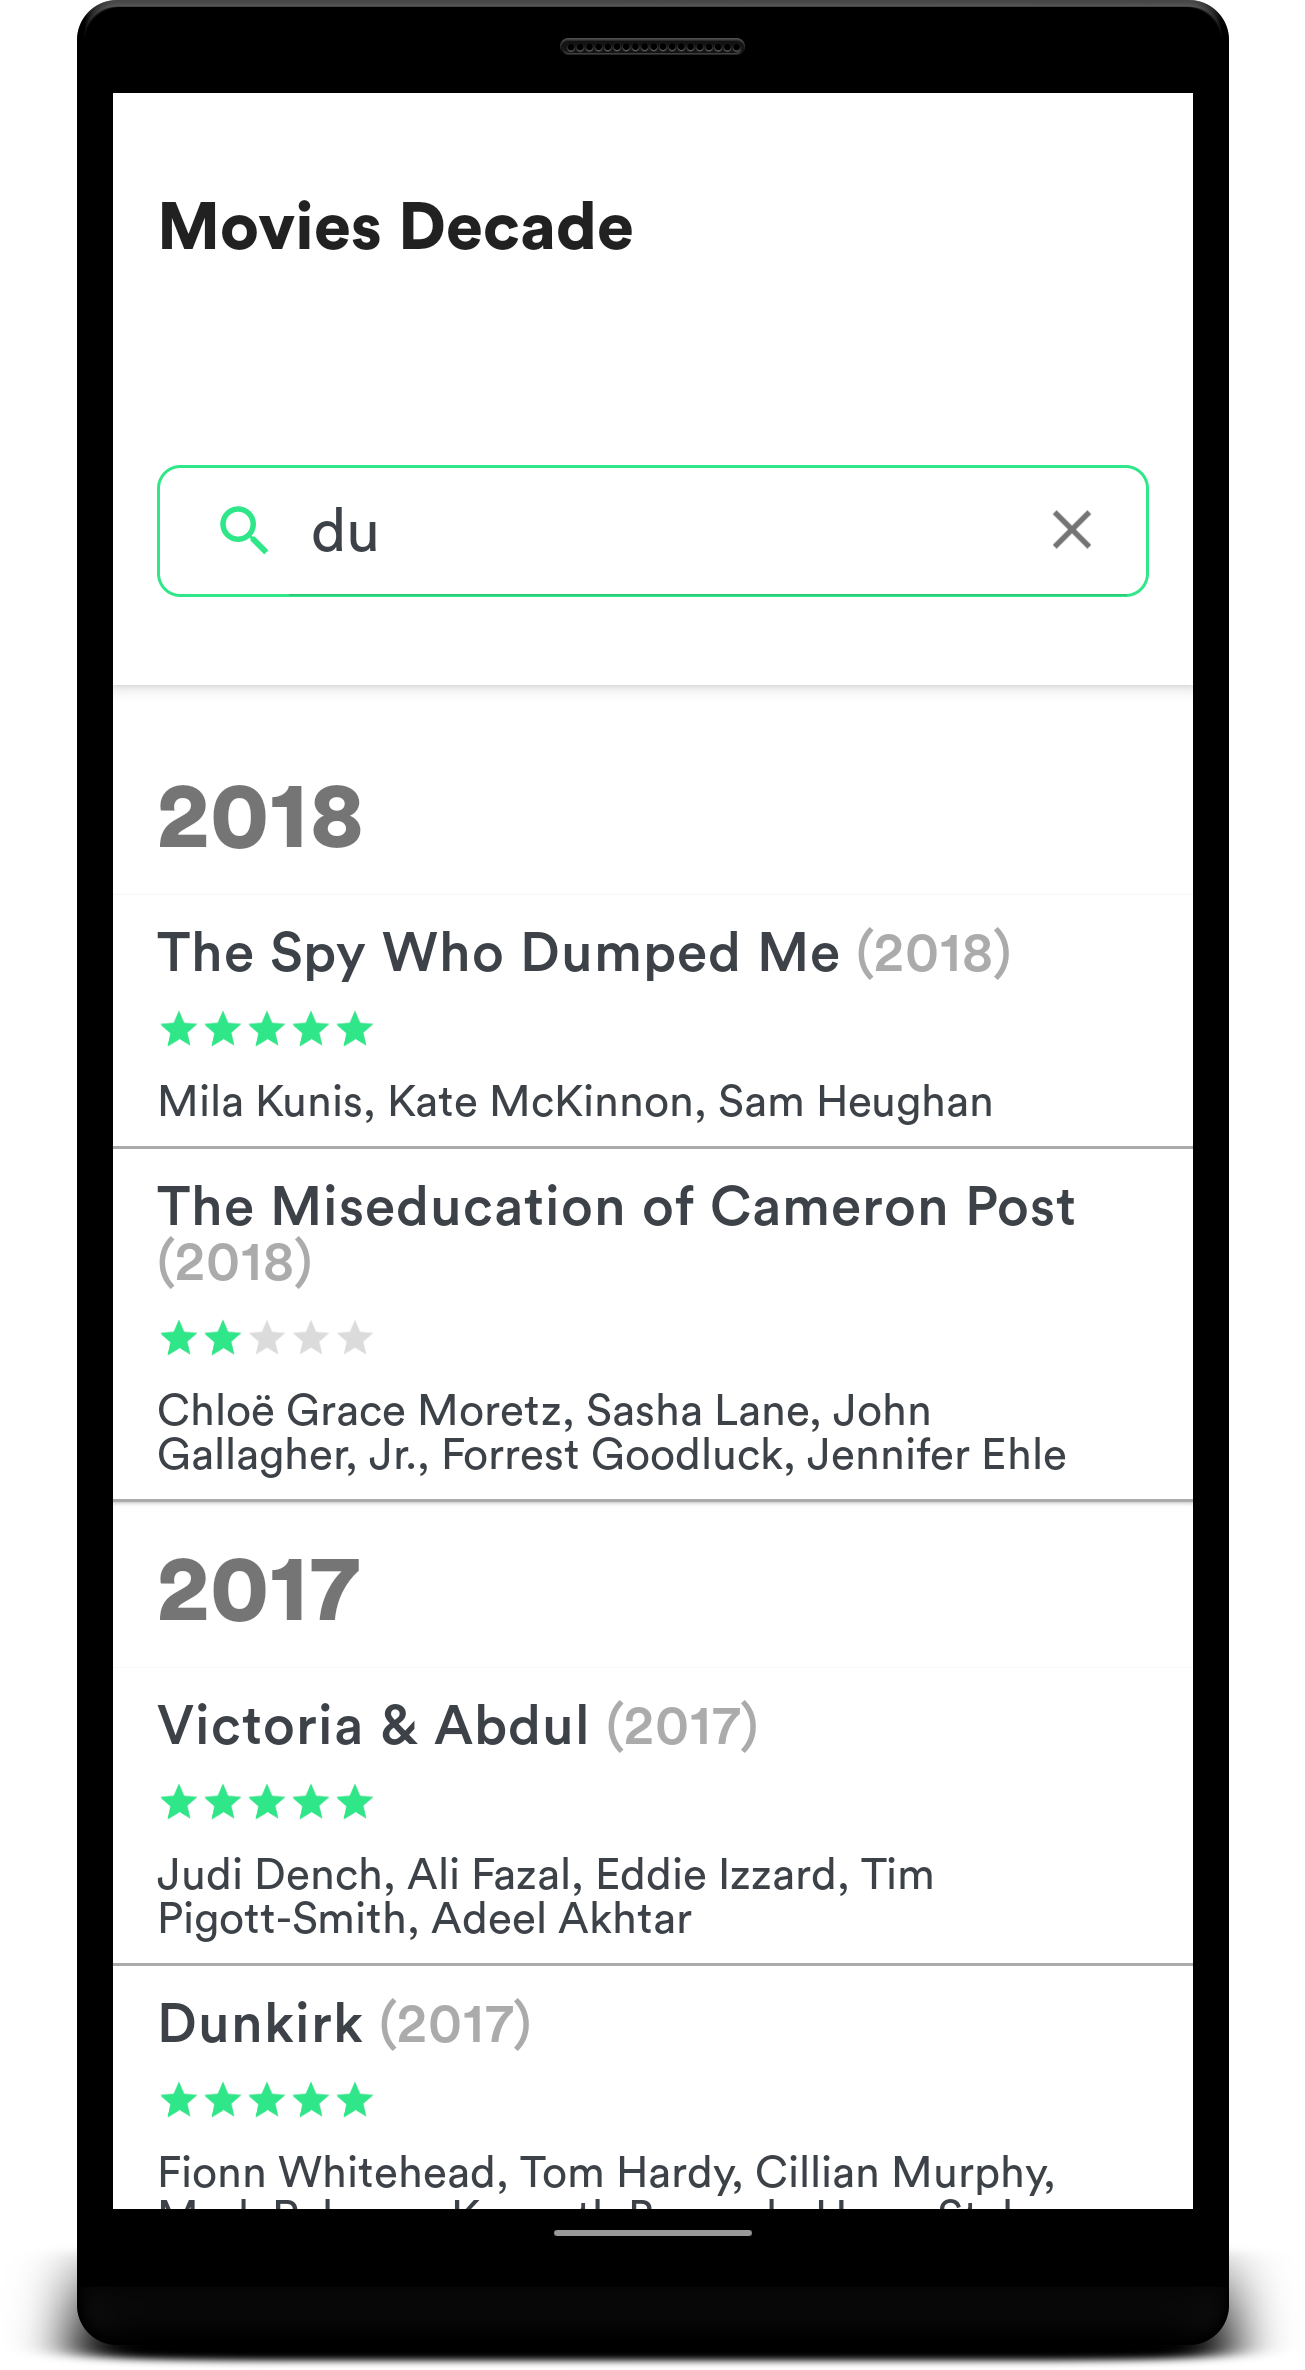 Movies Decade
du
2018
The Spy Who Dumped Me (2018)
Mila Kunis, Kate McKinnon, Sam Heughan
The Miseducation of Cameron Post
(2018)
Chloë Grace Moretz, Sasha Lane, John
Gallagher, Jr., Forrest Goodluck, Jennifer Ehle
2017
Victoria & Abdul (2017)
Judi Dench, Ali Fazal, Eddie Izzard, Tim
Pigott-Smith, Adeel Akhtar
Dunkirk (2017)
Fionn Whitehead, Tom Hardy, Cillian Murphy,